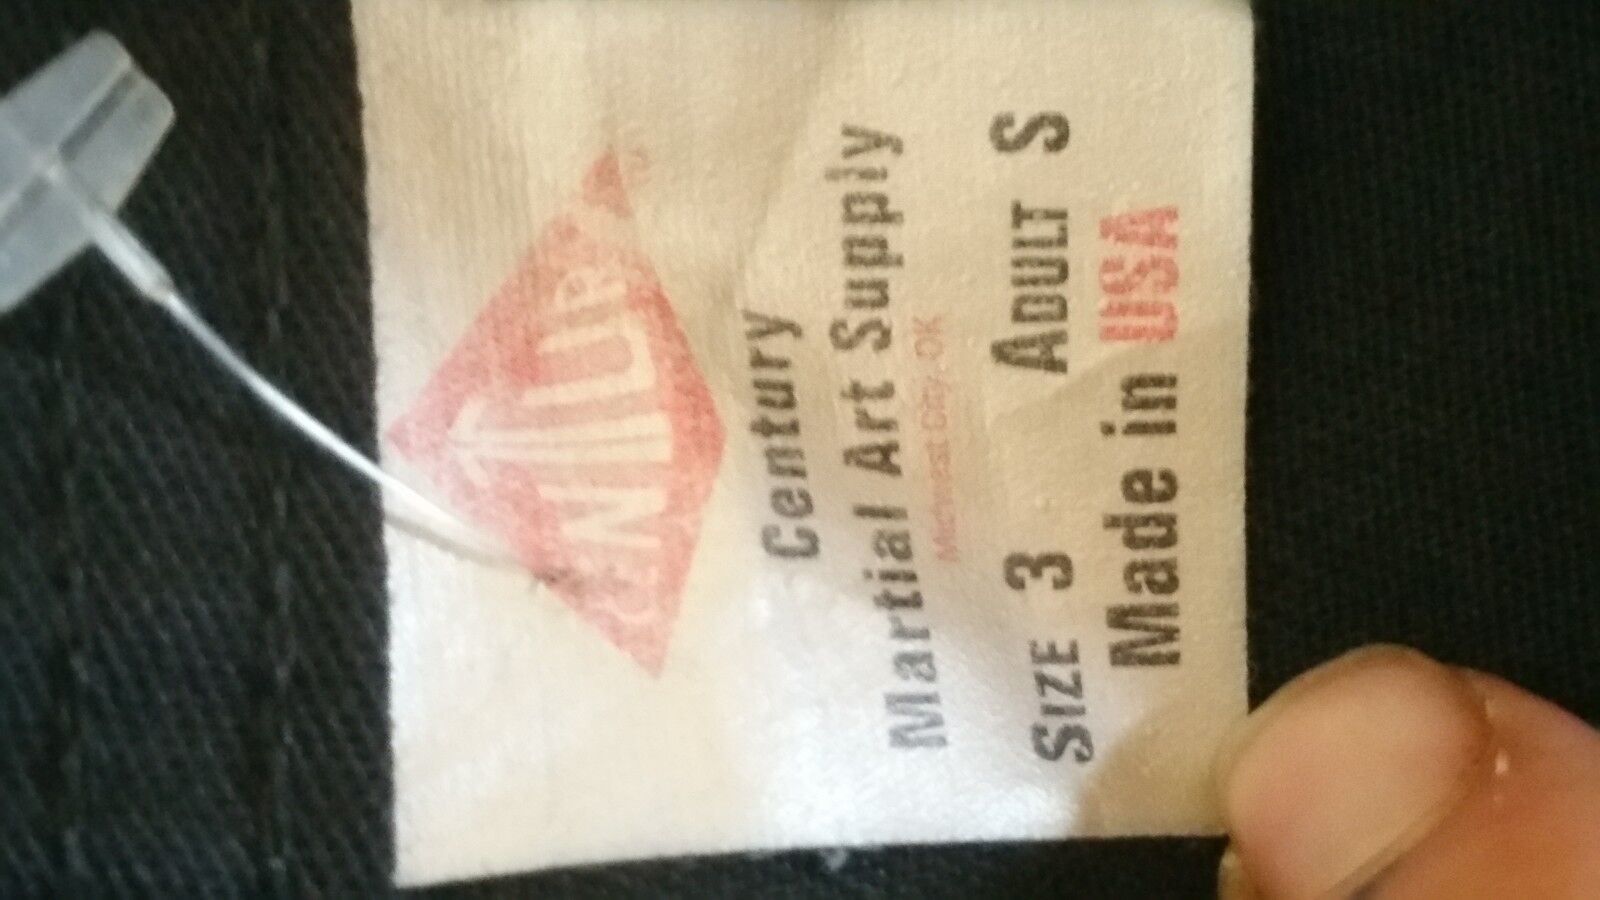 CENTURY
Century
Martial Art Supply
Midwest City, OK
SIZE 3 ADULT S
Made in USA